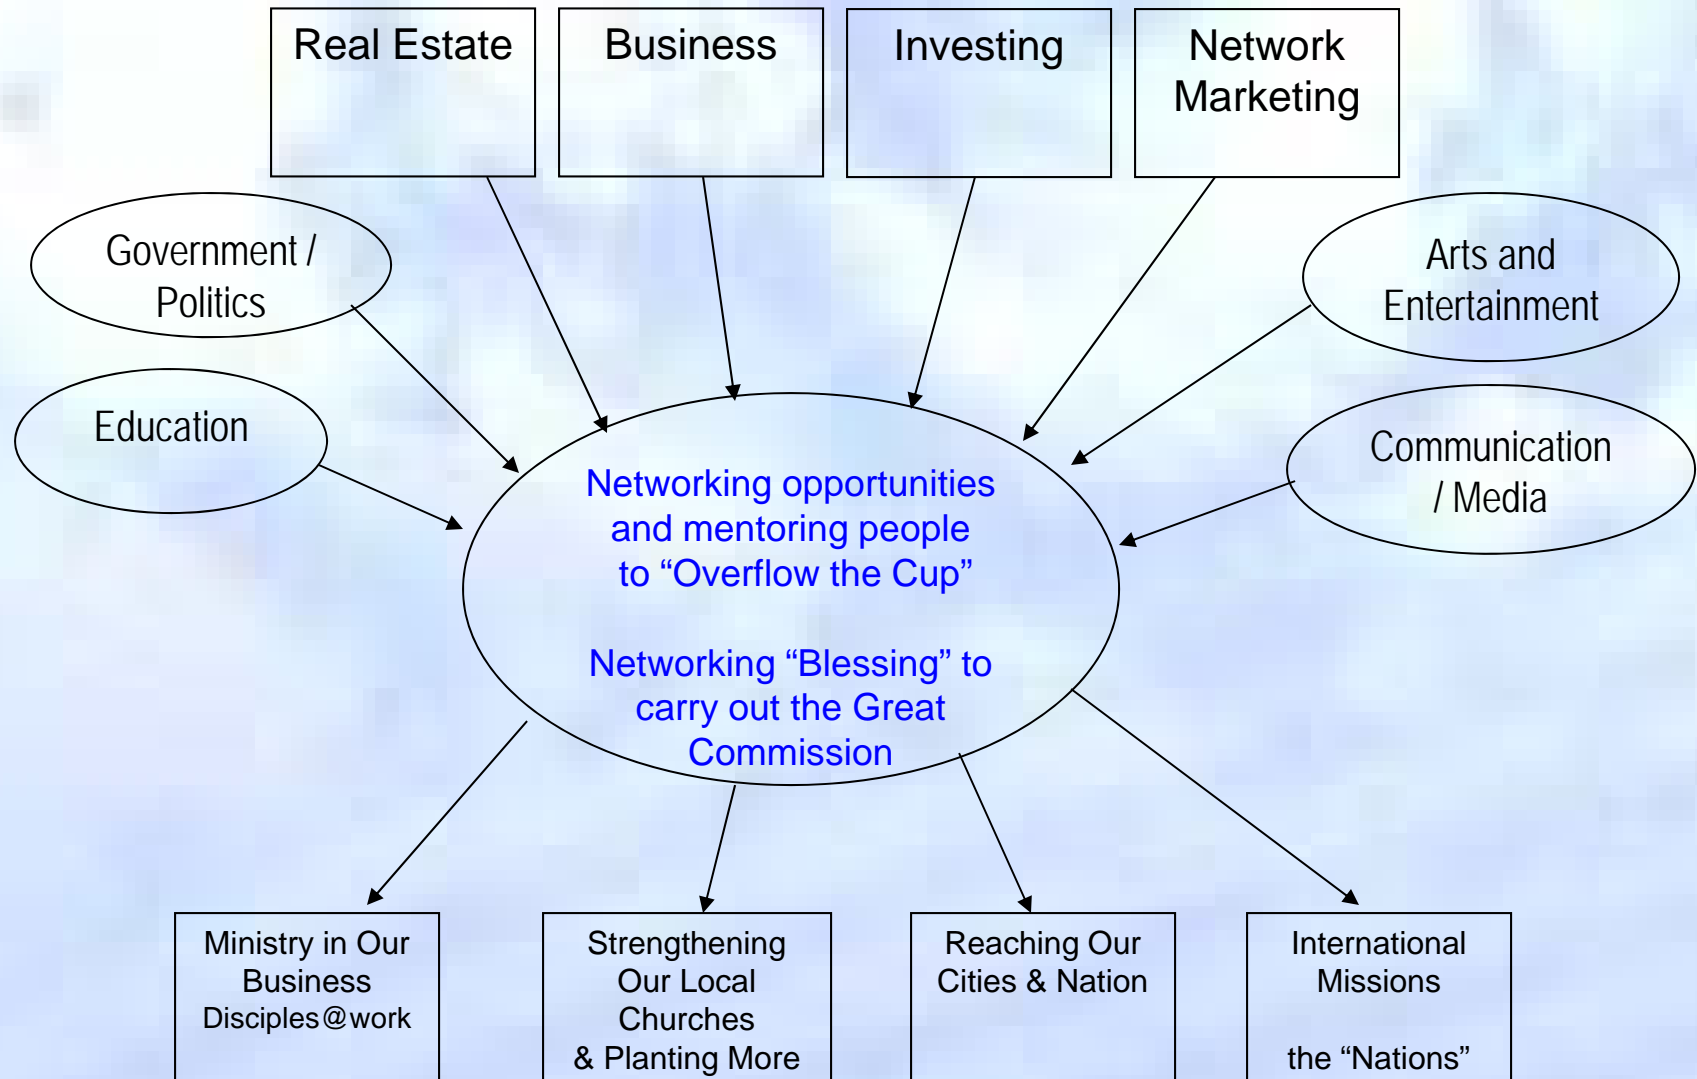 Real Estate
Business
Investing
Network
Marketing
Government /
Politics
Arts and
Entertainment
Education
Communication
/ Media
Networking opportunities
and mentoring people
to “Overflow the Cup”
Networking “Blessing” to
carry out the Great
Commission
Ministry in Our
Business
Disciples@work
Strengthening
Our Local
Churches
& Planting More
Reaching Our
Cities & Nation
International
Missions
the “Nations”